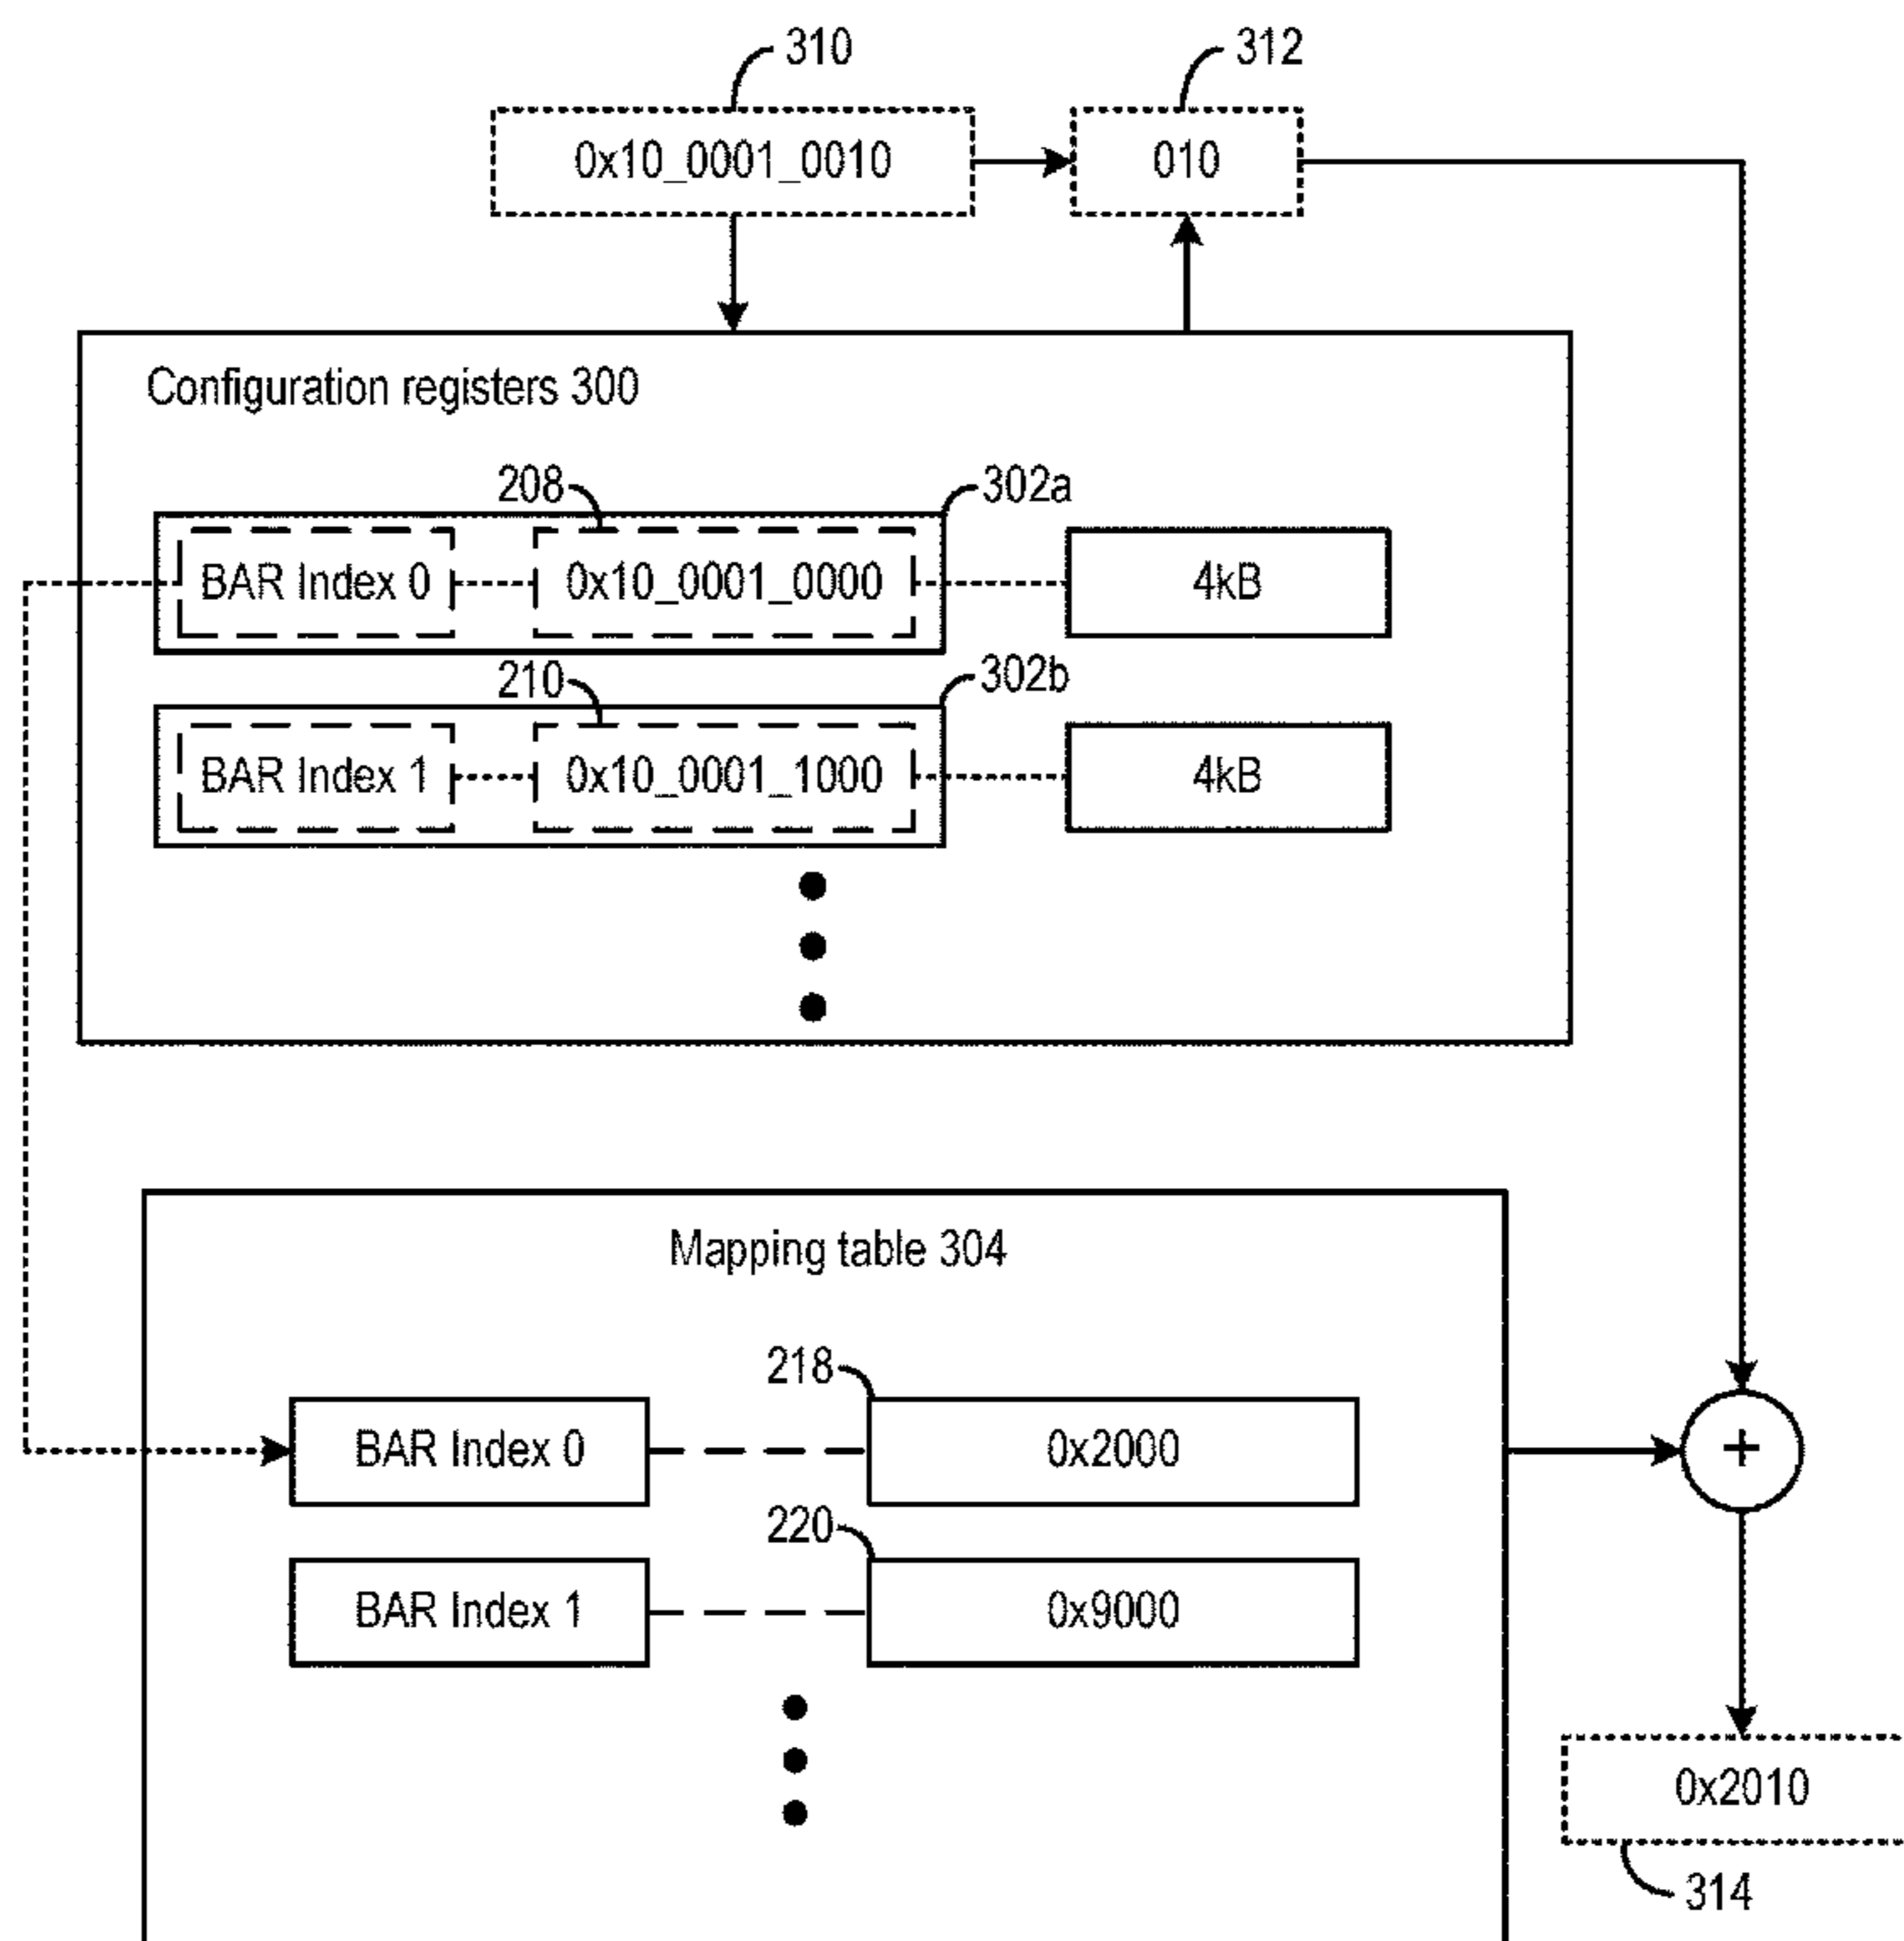 310
312
0x10_0001_0010
010
Configuration registers 300
208
302a
BAR Index 0
0x10_0001_0000
4kB
210
302b
BAR Index 1
0x10_0001_1000
4kB
Mapping table 304
218
BAR Index 0
0x2000
+
220
BAR Index 1
0x9000
0x2010
314